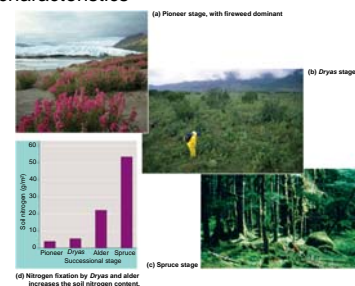 (a) Pioneer stage, with fireweed dominant
(b) Dryas stage
60
50
40
30
20
10
0
Soil nitrogen (g/m²)
Pioneer Dryas Alder Spruce
Successional stage
(c) Spruce stage
(d) Nitrogen fixation by Dryas and alder
increases the soil nitrogen content.